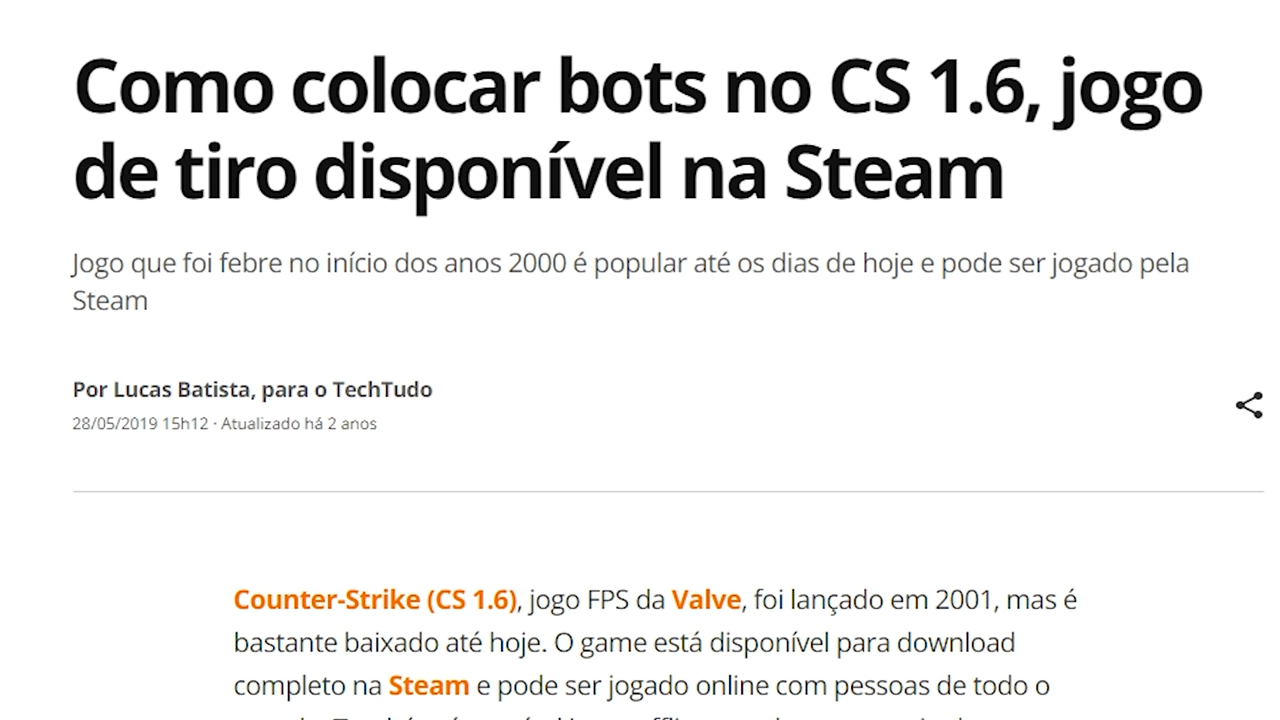 Como colocar bots no CS 1.6, jogo
de tiro disponível na Steam
Jogo que foi febre no início dos anos 2000 é popular até os dias de hoje e pode ser jogado pela
Steam
Por Lucas Batista, para o TechTudo
28/05/2019 15h12 · Atualizado há 2 anos
Counter-Strike (CS 1.6), jogo FPS da Valve, foi lançado em 2001, mas é
bastante baixado até hoje. O game está disponível para download
completo na Steam e pode ser jogado online com pessoas de todo o